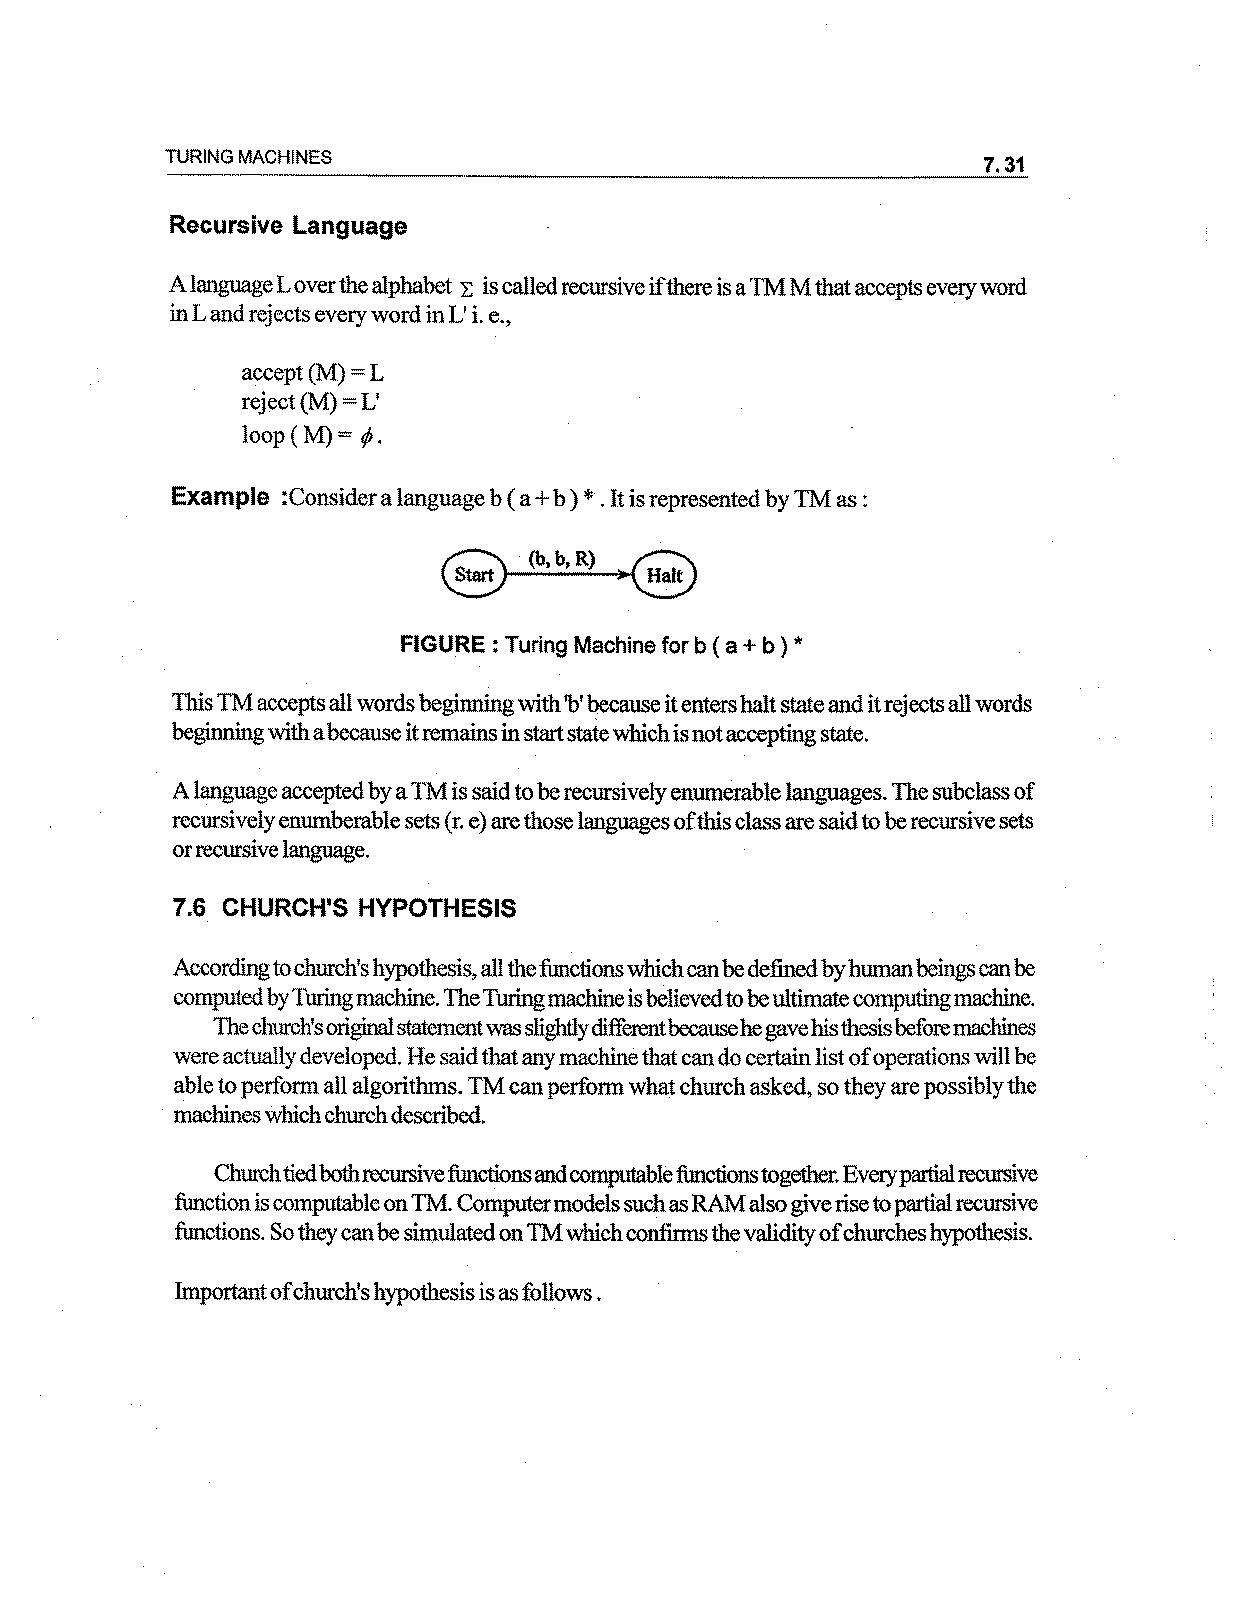 TURING MACHINES
7.31
Recursive Language
A language L over the alphabet Σ is called recursive if there is a TM M that accepts every word
in L and rejects every word in L' i. e.,
accept (M) = L
reject (M) = L'
loop ( M) = ϕ .
Example :Consider a language b ( a + b ) * . It is represented by TM as :
(b, b, R)
Start
Halt
FIGURE : Turing Machine for b ( a + b ) *
This TM accepts all words beginning with 'b' because it enters halt state and it rejects all words
beginning with a because it remains in start state which is not accepting state.
A language accepted by a TM is said to be recursively enumerable languages. The subclass of
recursively enumberable sets (r. e) are those languages of this class are said to be recursive sets
or recursive language.
7.6 CHURCH'S HYPOTHESIS
According to church's hypothesis, all the functions which can be defined by human beings can be
computed by Turing machine. The Turing machine is believed to be ultimate computing machine.
The church's original statement was slightly different because he gave his thesis before machines
were actually developed. He said that any machine that can do certain list of operations will be
able to perform all algorithms. TM can perform what church asked, so they are possibly the
machines which church described.
Church tied both recursive functions and computable functions together. Every partial recursive
function is computable on TM. Computer models such as RAM also give rise to partial recursive
functions. So they can be simulated on TM which confirms the validity of churches hypothesis.
Important of church's hypothesis is as follows .